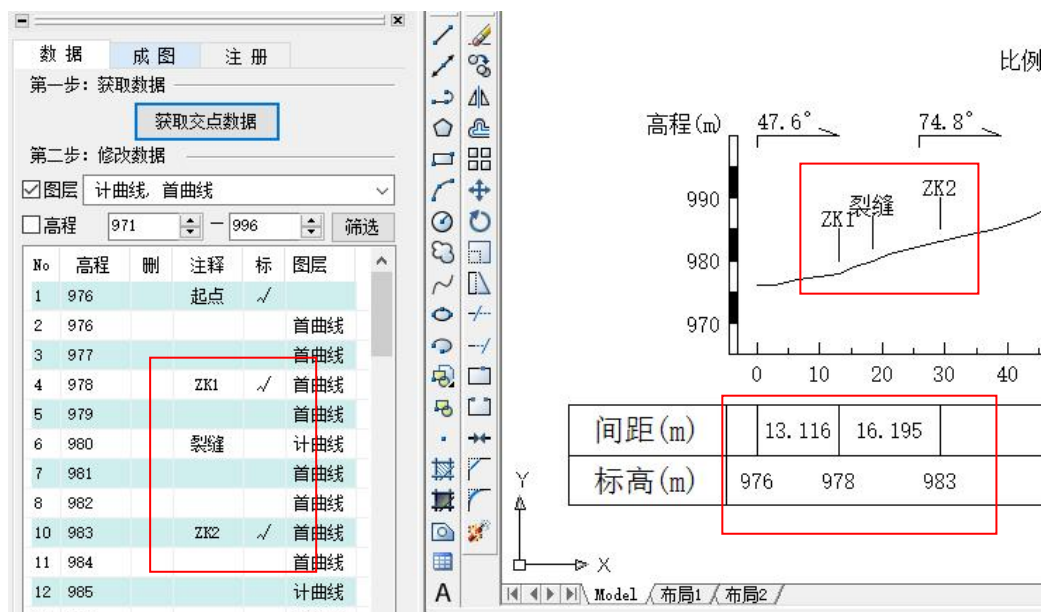 数 据 成 图 注 册
第一步：获取数据
获取交点数据
第二步：修改数据
图层 计曲线, 首曲线
高程 971 — 996 筛选
No 高程 删 注释 标 图层
1 976 起点 √
2 976 首曲线
3 977 首曲线
4 978 ZK1 √ 首曲线
5 979 首曲线
6 980 裂缝 计曲线
7 981 首曲线
8 982 首曲线
10 983 ZK2 √ 首曲线
11 984 首曲线
12 985 计曲线
A
比例
高程(m) 47.6° 74.8°
990
980
970
ZK1 裂缝 ZK2
0 10 20 30 40
间距(m) 13.116 16.195
标高(m) 976 978 983
Y
X
Model 布局1 布局2